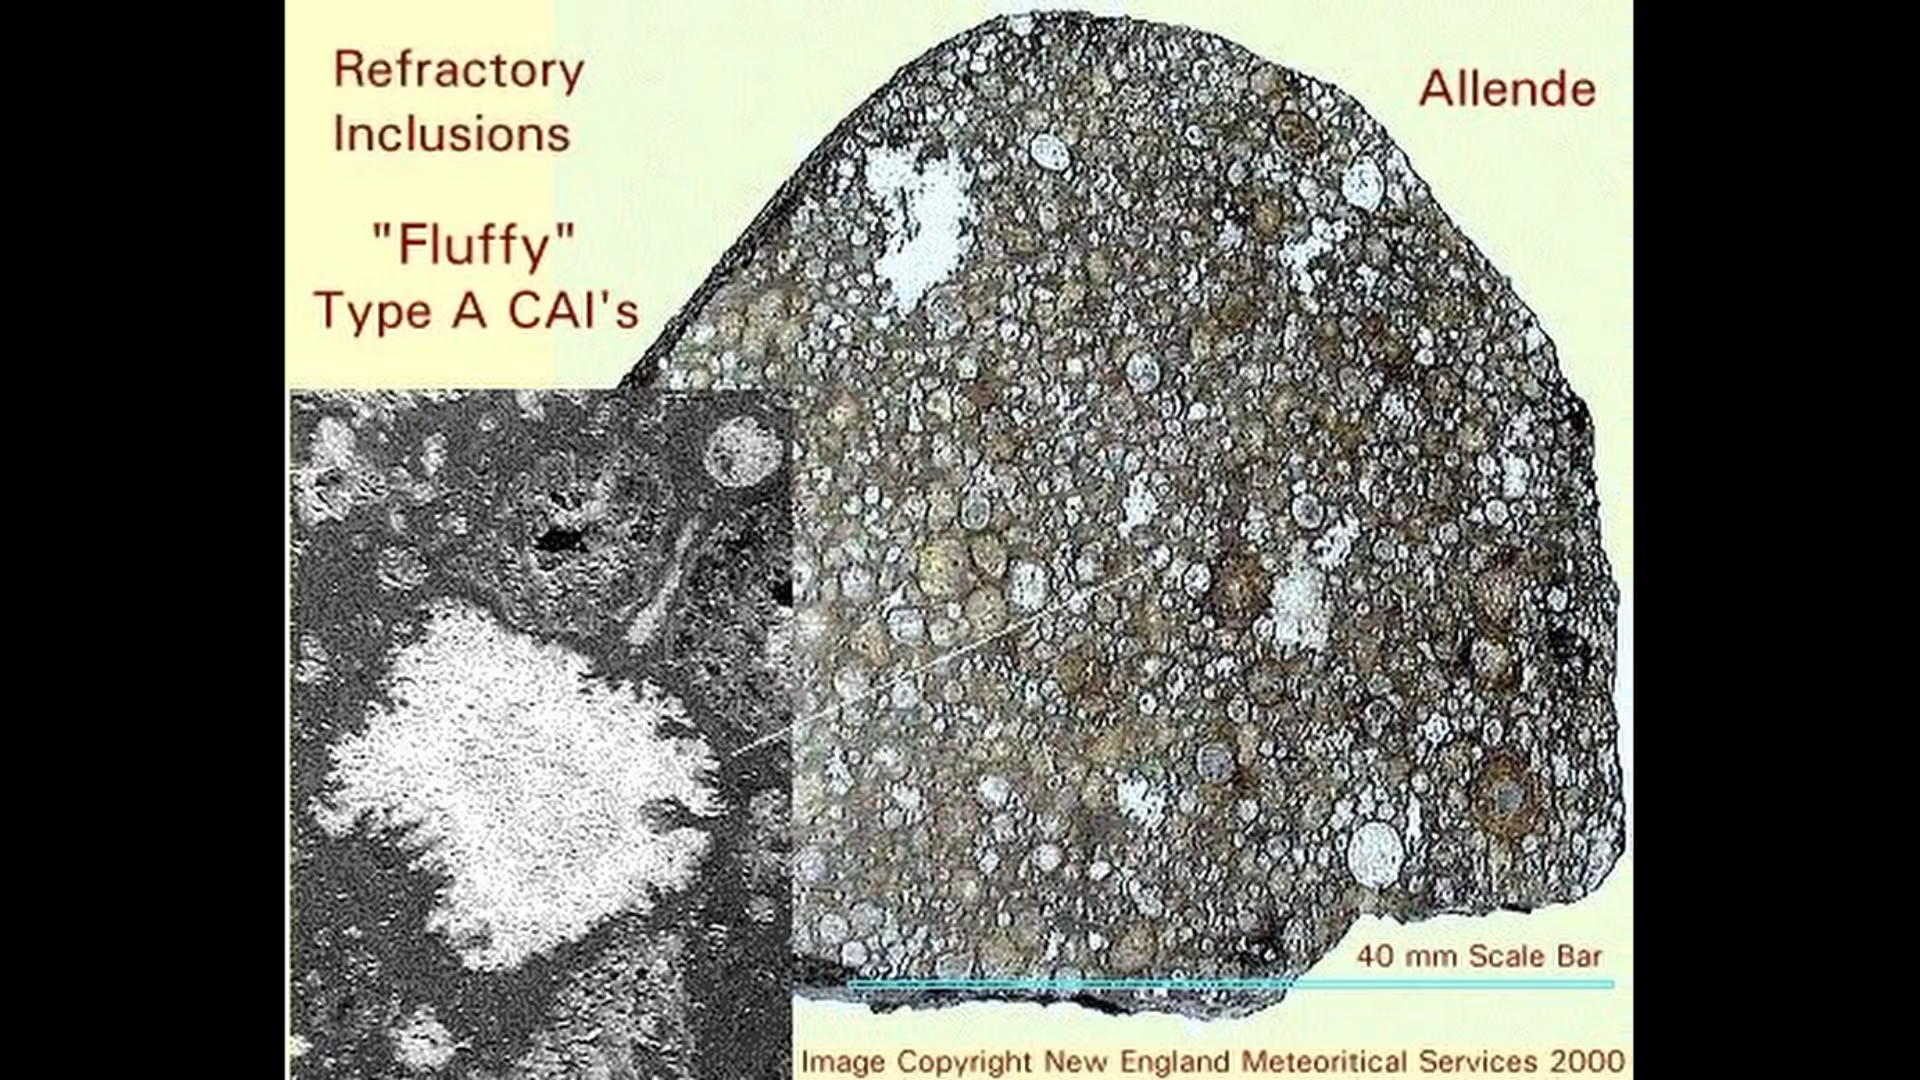 Refractory
Inclusions
"Fluffy"
Type A CAI's
Allende
40 mm Scale Bar
Image Copyright New England Meteoritical Services 2000